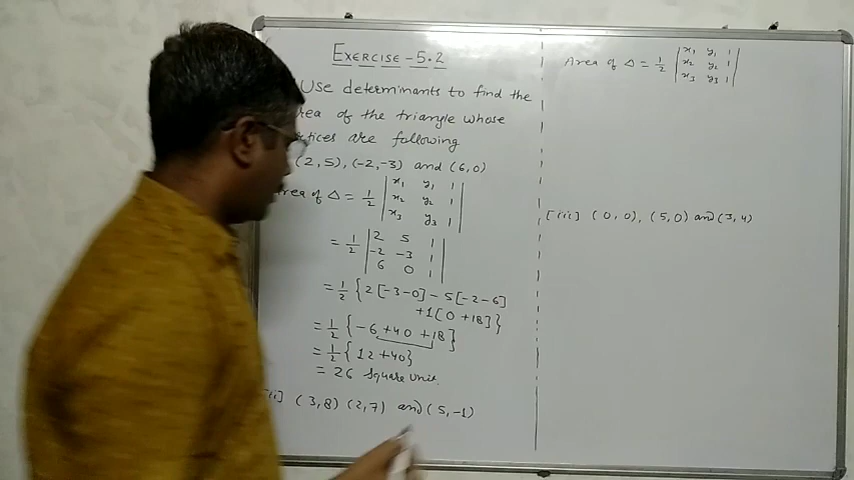 EXERCISE-5.2
Use determinants to find the
rea of the triangle whose
rtices are following
(2,5), (-2,-3) and (6,0)
rea of Δ = 1/2 | x₁ y₁ 1 |
| x₂ y₂ 1 |
| x₃ y₃ 1 |
= 1/2 | 2 5 1 |
| -2 -3 1 |
| 6 0 1 |
= 1/2 { 2 [-3-0] - 5[-2-6]
+1[0 +18] }
= 1/2 { -6 +40 +18 ]
= 1/2 { 12 +40}
= 26 Square unit.
ii] (3,8) (2,7) and (5,-1)
Area of Δ = 1/2 | x₁ y₁ 1 |
| x₂ y₂ 1 |
| x₃ y₃ 1 |
[iii] (0,0), (5,0) and (3,4)